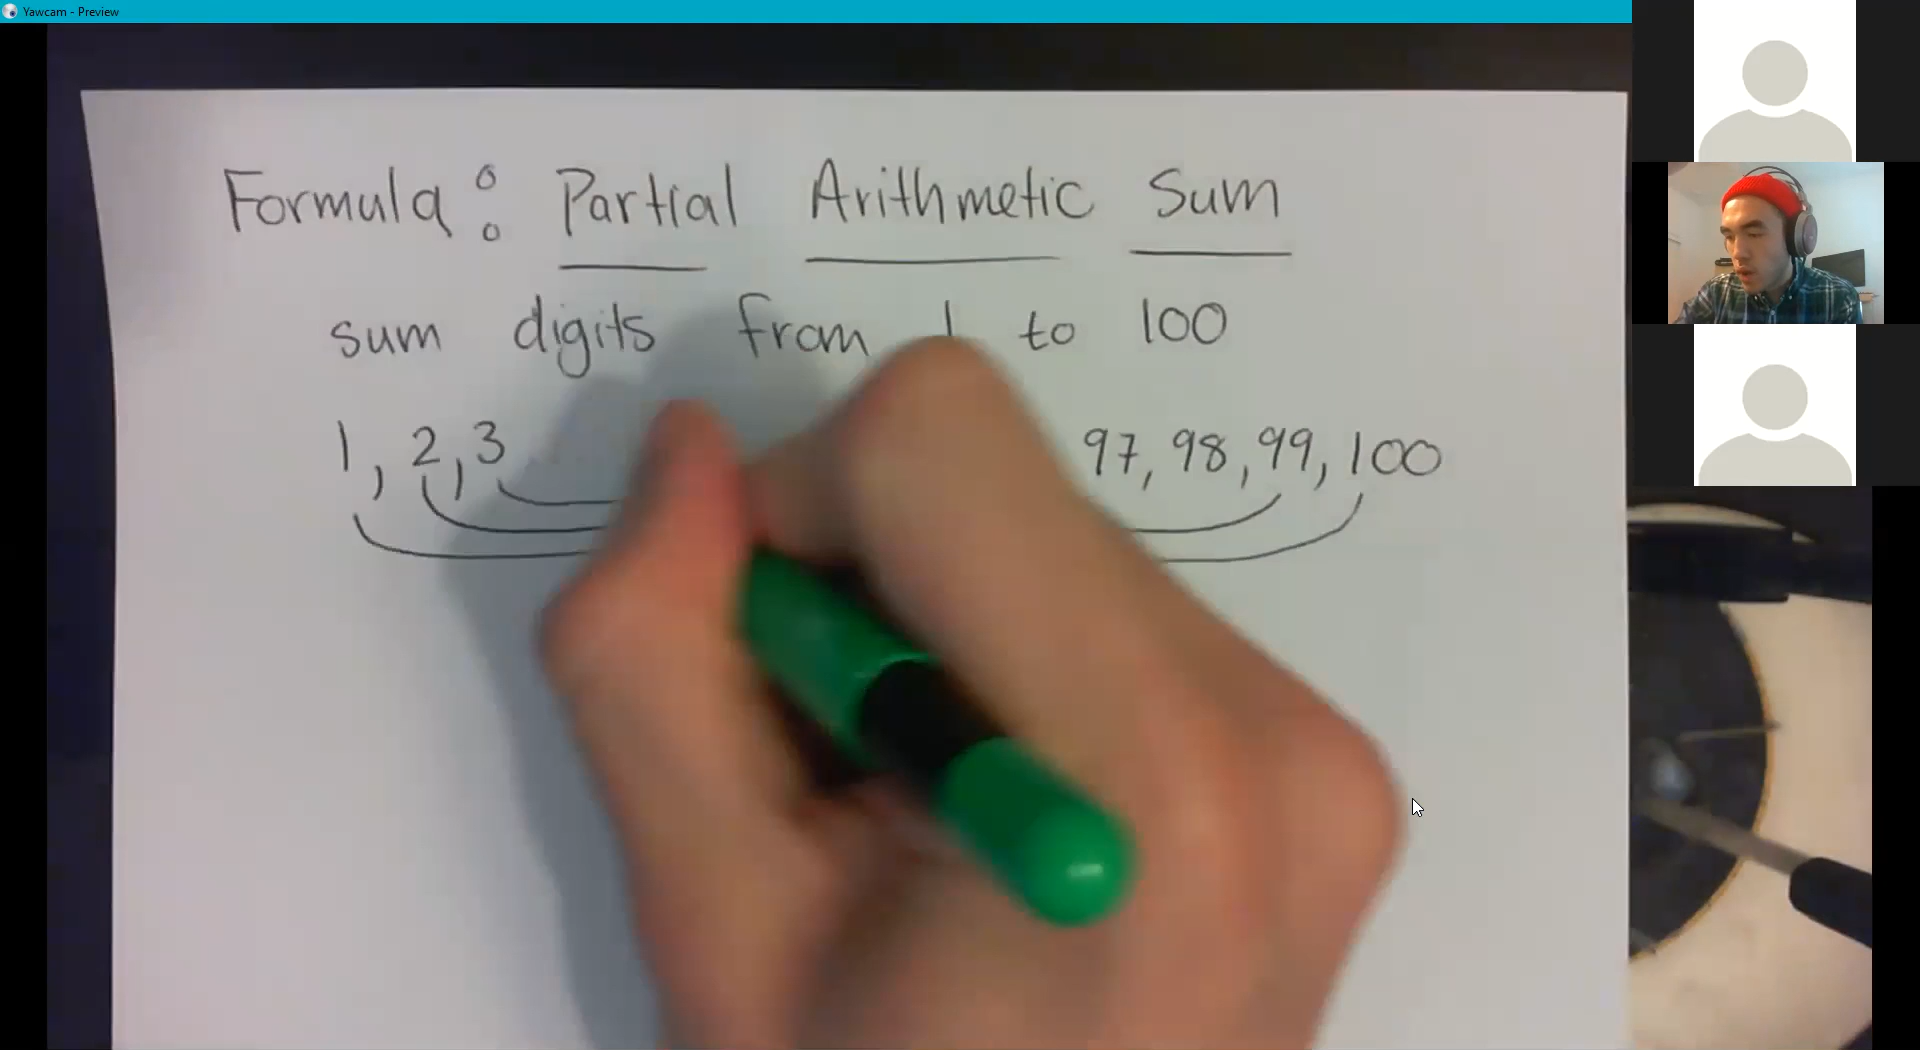 Yawcam - Preview
Formula: Partial Arithmetic Sum
sum digits from 1 to 100
1, 2, 3 97, 98, 99, 100